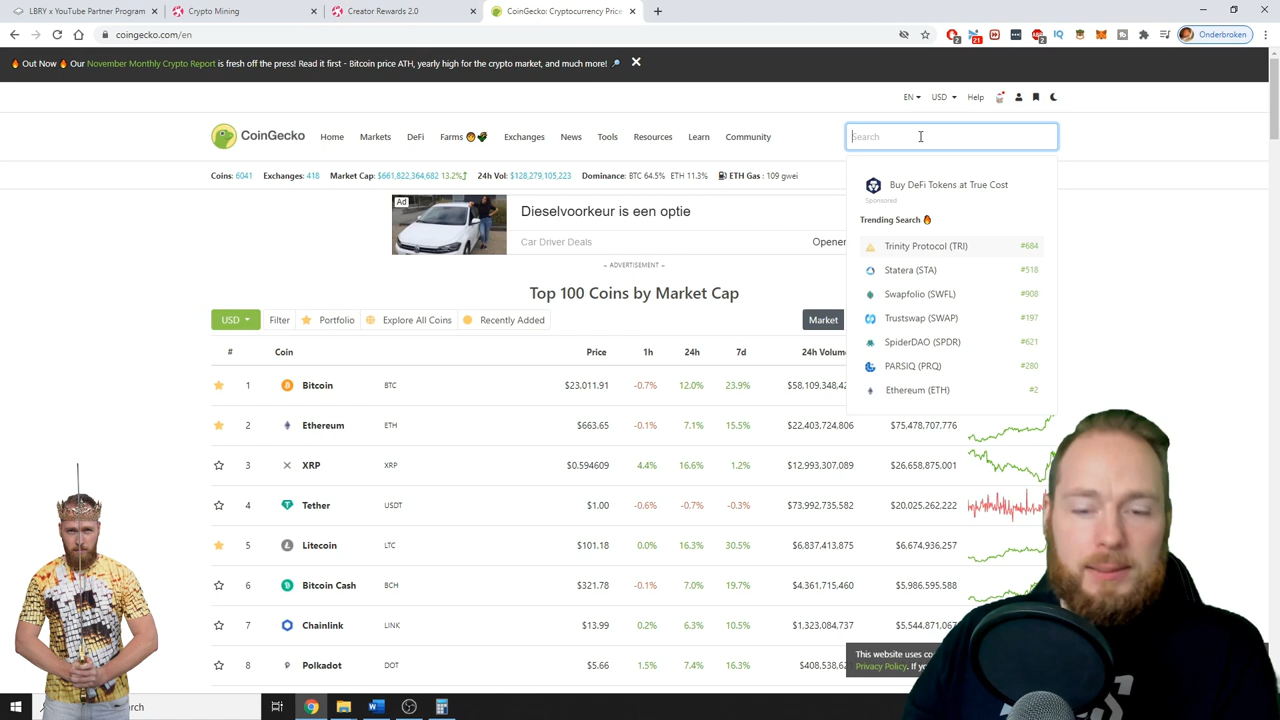 LBRY x YouTube Partner Program
Crypto Mining
Creator Rewards 2.0
CoinGecko: Cryptocurrency Price
coingecko.com/en
2
21
2
IQ
Onderbroken
Out Now 🔥 Our November Monthly Crypto Report is fresh off the press! Read it first - Bitcoin price ATH, yearly high for the crypto market, and much more! 🔎
EN
USD
Help
CoinGecko
Home
Markets
DeFi
Farms
Exchanges
News
Tools
Resources
Learn
Community
Search
Coins: 6041
Exchanges: 418
Market Cap: $661,822,364,682 13.2%
24h Vol: $128,279,105,223
Dominance: BTC 64.5% ETH 11.3%
ETH Gas : 109 gwei
Buy DeFi Tokens at True Cost
Sponsored
Trending Search 🔥
Trinity Protocol (TRI) #684
Statera (STA) #518
Swapfolio (SWFL) #908
Trustswap (SWAP) #197
SpiderDAO (SPDR) #621
PARSIQ (PRQ) #280
Ethereum (ETH) #2
Ad
Dieselvoorkeur is een optie
Car Driver Deals
Opener
– ADVERTISEMENT –
Top 100 Coins by Market Cap
USD
Filter
Portfolio
Explore All Coins
Recently Added
Market
# Coin Price 1h 24h 7d 24h Volume
1 Bitcoin BTC $23,011.91 -0.7% 12.0% 23.9% $58,109,348,42
2 Ethereum ETH $663.65 -0.1% 7.1% 15.5% $22,403,724,806 $75,478,707,776
3 XRP XRP $0.594609 4.4% 16.6% 1.2% $12,993,307,089 $26,658,875,001
4 Tether USDT $1.00 -0.6% -0.7% -0.3% $73,992,735,582 $20,025,262,222
5 Litecoin LTC $101.18 0.0% 16.3% 30.5% $6,837,413,875 $6,674,936,257
6 Bitcoin Cash BCH $321.78 -0.1% 7.0% 19.7% $4,361,715,460 $5,986,595,588
7 Chainlink LINK $13.99 0.2% 6.3% 10.5% $1,323,084,737 $5,544,871,067
8 Polkadot DOT $5.66 1.5% 7.4% 16.3% $408,538,6
This website uses co
Privacy Policy. If y
rch